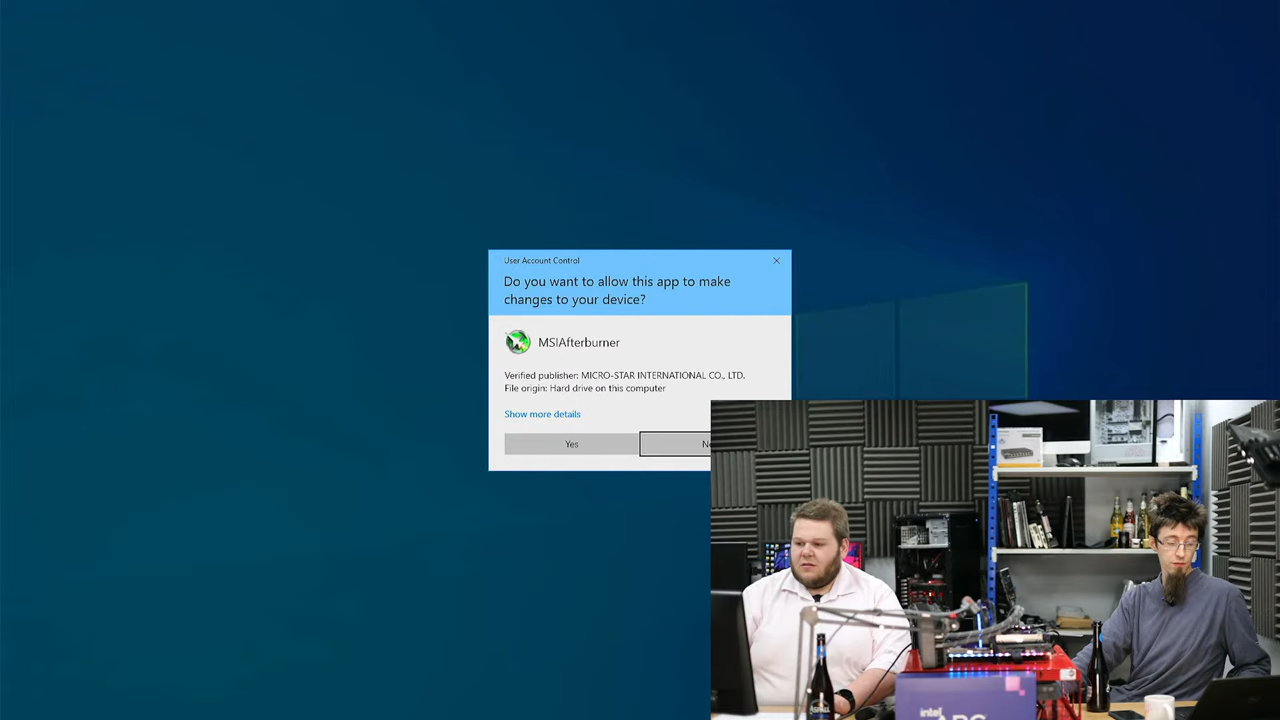 User Account Control
Do you want to allow this app to make
changes to your device?
MSIAfterburner
Verified publisher: MICRO-STAR INTERNATIONAL CO., LTD.
File origin: Hard drive on this computer
Show more details
Yes
intel